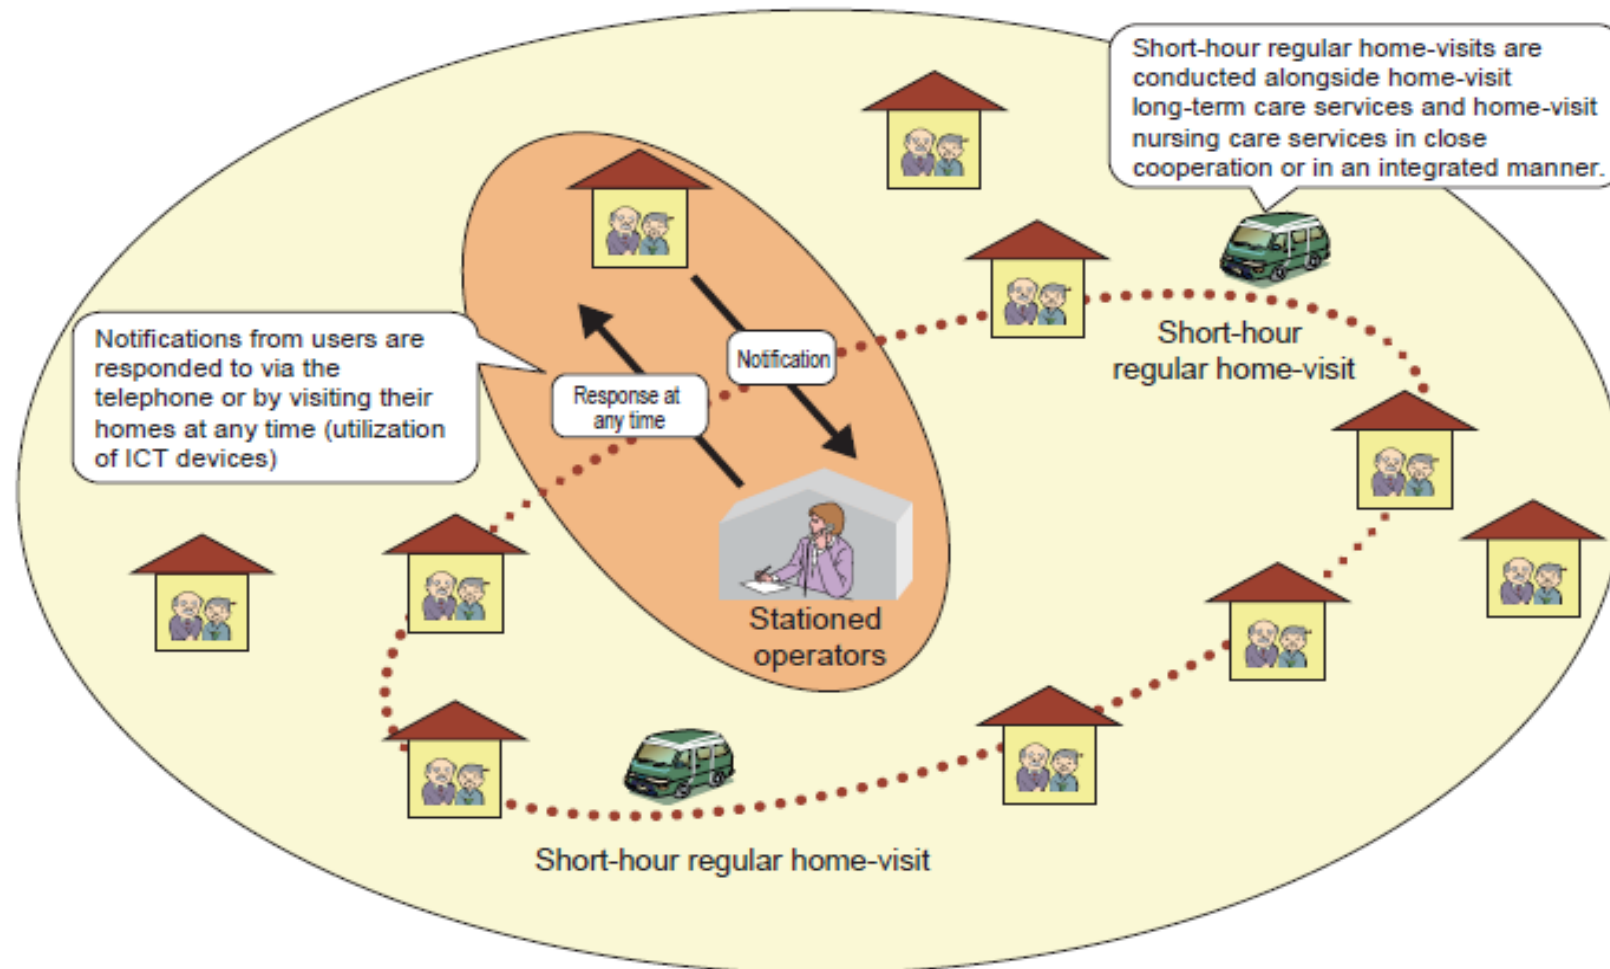 Short-hour regular home-visits are
conducted alongside home-visit
long-term care services and home-visit
nursing care services in close
cooperation or in an integrated manner.
Notifications from users are
responded to via the
telephone or by visiting their
homes at any time (utilization
of ICT devices)
Notification
Response at
any time
Short-hour
regular home-visit
Stationed
operators
Short-hour regular home-visit